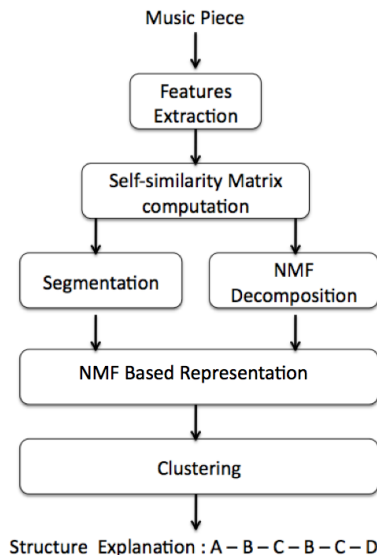 Music Piece
Features
Extraction
Self-similarity Matrix
computation
Segmentation
NMF
Decomposition
NMF Based Representation
Clustering
Structure Explanation : A – B – C – B – C – D